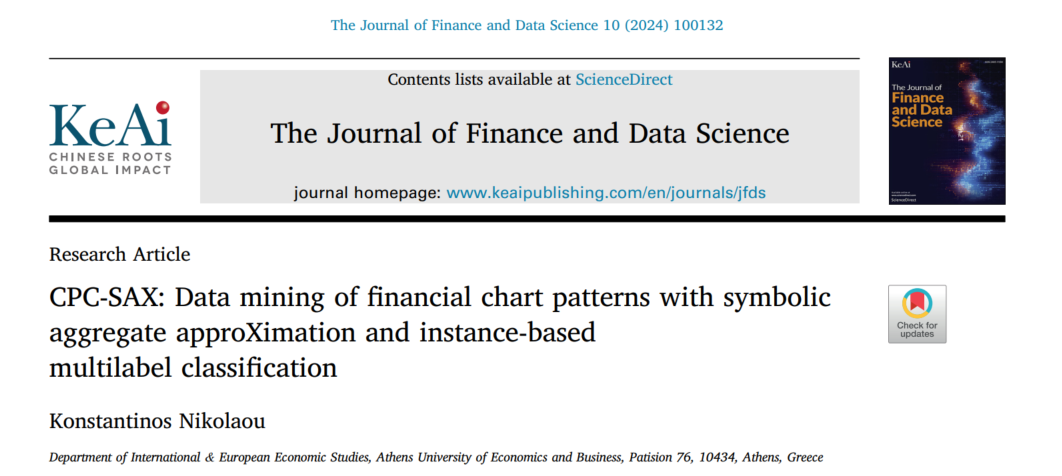 The Journal of Finance and Data Science 10 (2024) 100132
Contents lists available at ScienceDirect
KeAi
CHINESE ROOTS
GLOBAL IMPACT
The Journal of Finance and Data Science
journal homepage: www.keaipublishing.com/en/journals/jfds
KeAi
The Journal of
Finance
and Data
Science
ScienceDirect
Research Article
CPC-SAX: Data mining of financial chart patterns with symbolic
aggregate approXimation and instance-based
multilabel classification
Check for
updates
Konstantinos Nikolaou
Department of International & European Economic Studies, Athens University of Economics and Business, Patision 76, 10434, Athens, Greece